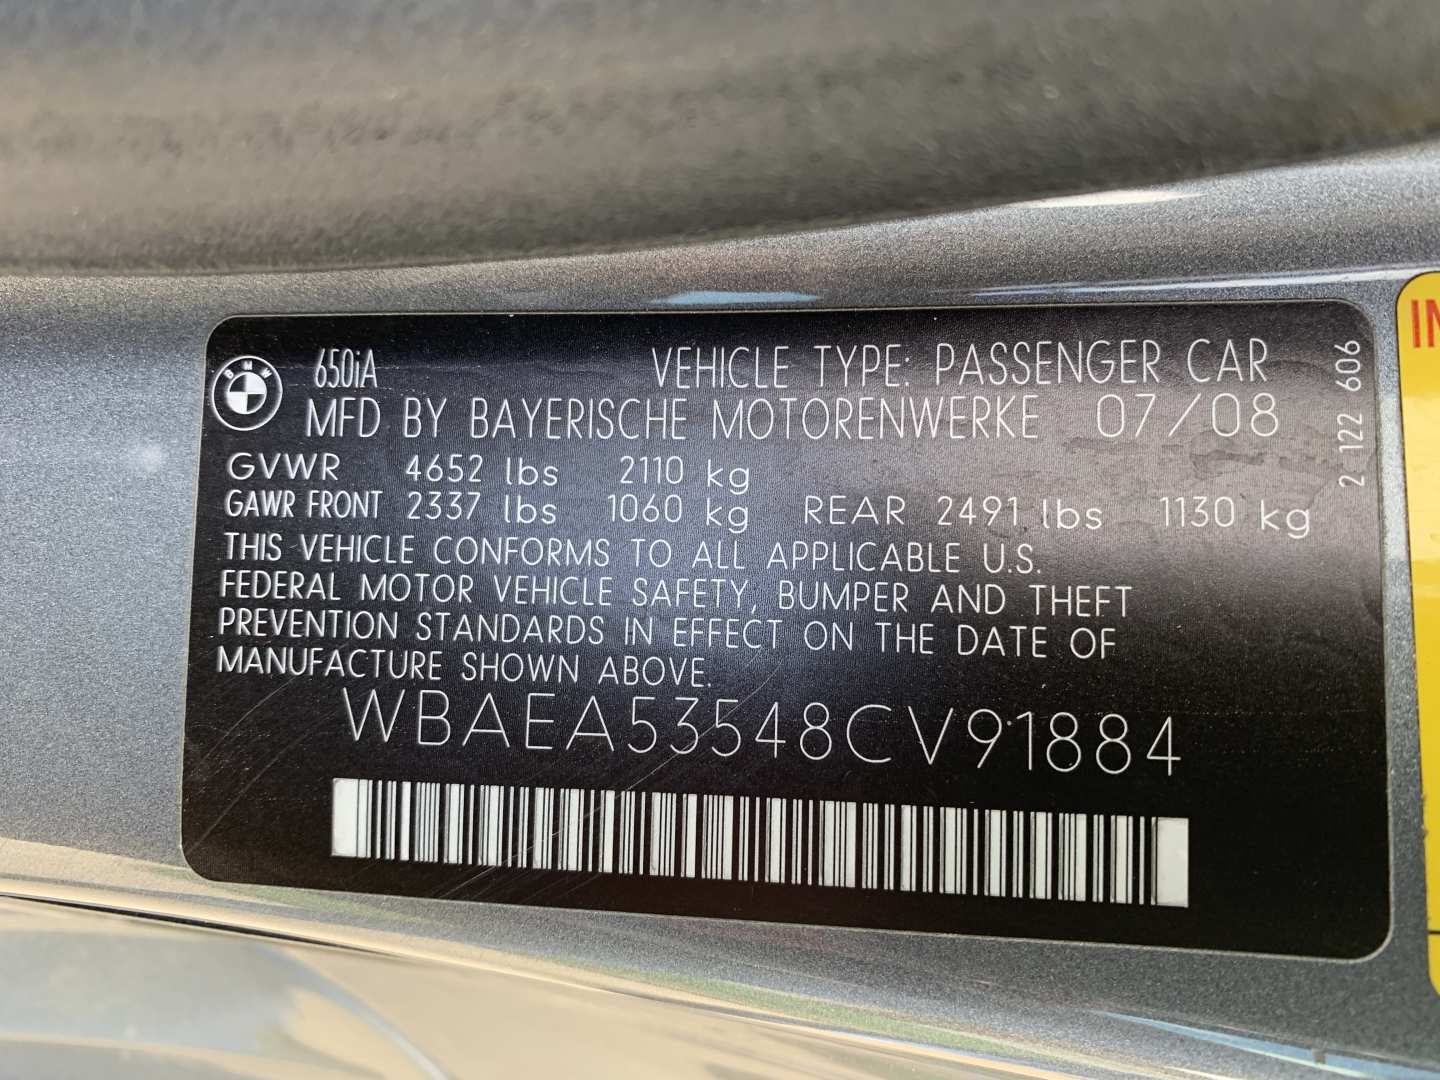 BMW
650iA VEHICLE TYPE: PASSENGER CAR
MFD BY BAYERISCHE MOTORENWERKE 07/08
GVWR 4652 lbs 2110 kg
GAWR FRONT 2337 lbs 1060 kg REAR 2491 lbs 1130 kg
THIS VEHICLE CONFORMS TO ALL APPLICABLE U.S.
FEDERAL MOTOR VEHICLE SAFETY, BUMPER AND THEFT
PREVENTION STANDARDS IN EFFECT ON THE DATE OF
MANUFACTURE SHOWN ABOVE.
WBAEA53548CV91884
2 122 606